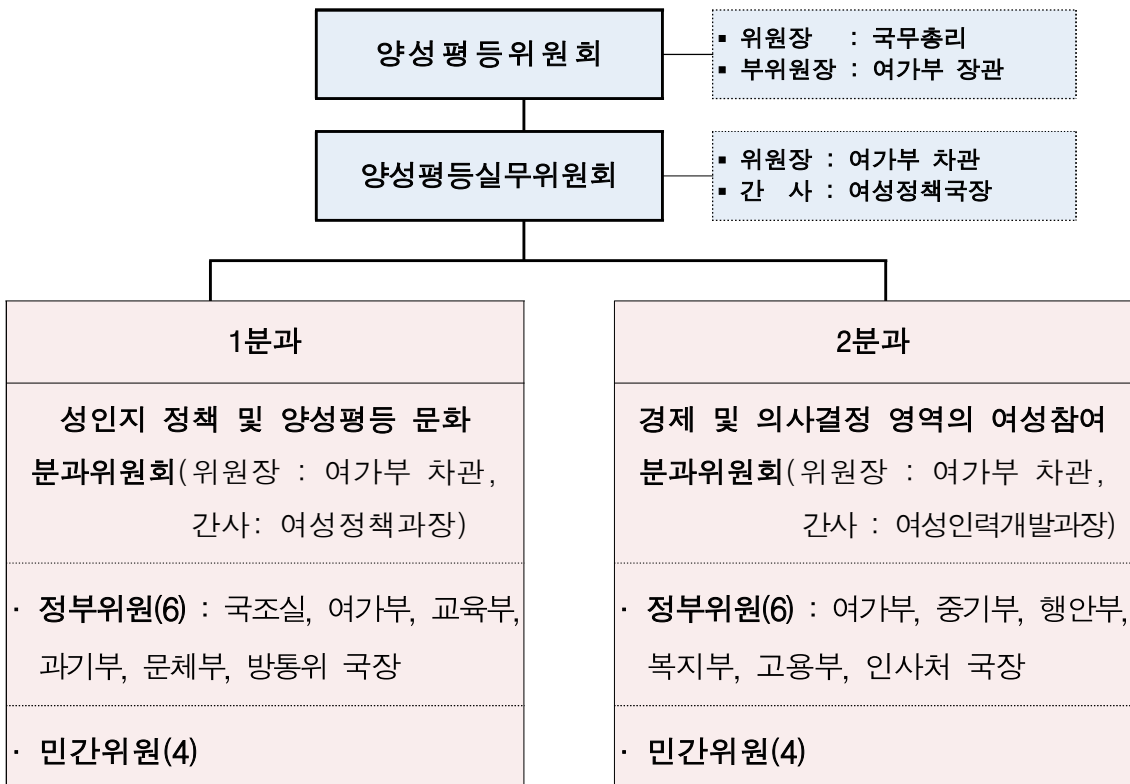 양성평등위원회
▪ 위원장 : 국무총리
▪ 부위원장 : 여가부 장관
양성평등실무위원회
▪ 위원장 : 여가부 차관
▪ 간 사 : 여성정책국장
1분과
성인지 정책 및 양성평등 문화
분과위원회(위원장 : 여가부 차관,
간사: 여성정책과장)
· 정부위원(6) : 국조실, 여가부, 교육부,
과기부, 문체부, 방통위 국장
· 민간위원(4)
2분과
경제 및 의사결정 영역의 여성참여
분과위원회(위원장 : 여가부 차관,
간사 : 여성인력개발과장)
· 정부위원(6) : 여가부, 중기부, 행안부,
복지부, 고용부, 인사처 국장
· 민간위원(4)